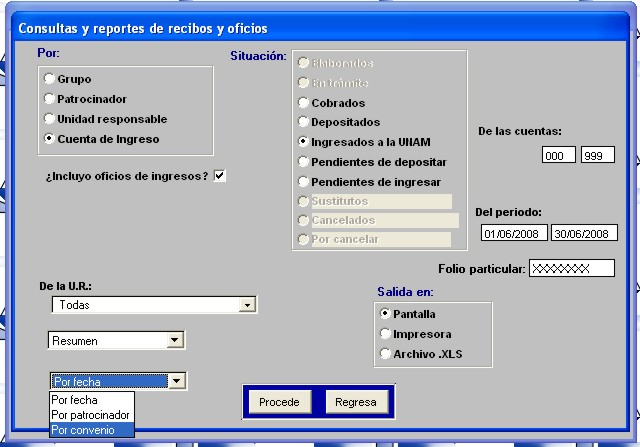 Consultas y reportes de recibos y oficios
Por:
Grupo
Patrocinador
Unidad responsable
Cuenta de Ingreso
¿Incluyo oficios de ingresos?
Situación:
Elaborados
En trámite
Cobrados
Depositados
Ingresados a la UNAM
Pendientes de depositar
Pendientes de ingresar
Sustitutos
Cancelados
Por cancelar
De las cuentas:
000 999
Del periodo:
01/06/2008 30/06/2008
Folio particular: XXXXXXXX
De la U.R.:
Todas
Resumen
Por fecha
Por fecha
Por patrocinador
Por convenio
Salida en:
Pantalla
Impresora
Archivo .XLS
Procede Regresa